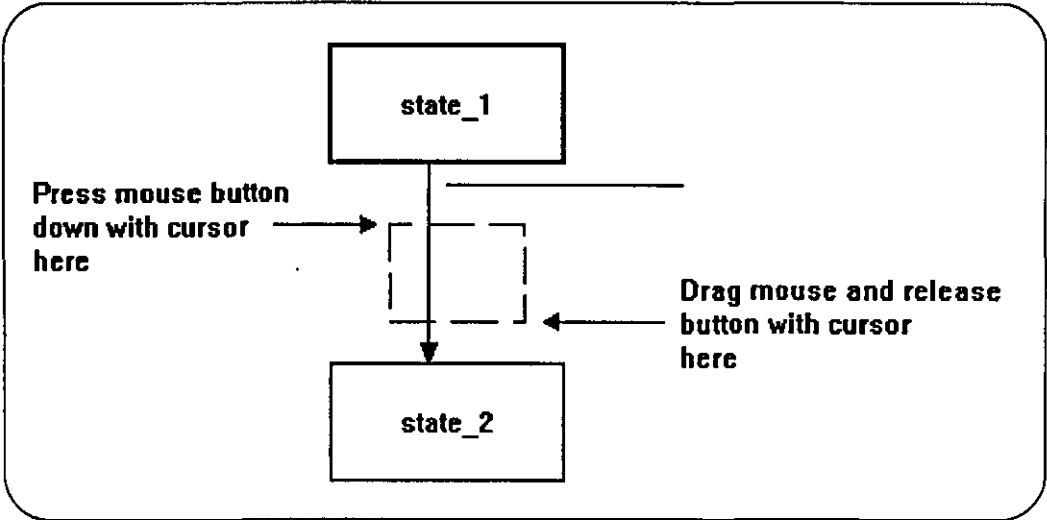 state_1
Press mouse button
down with cursor
here
Drag mouse and release
button with cursor
here
state_2